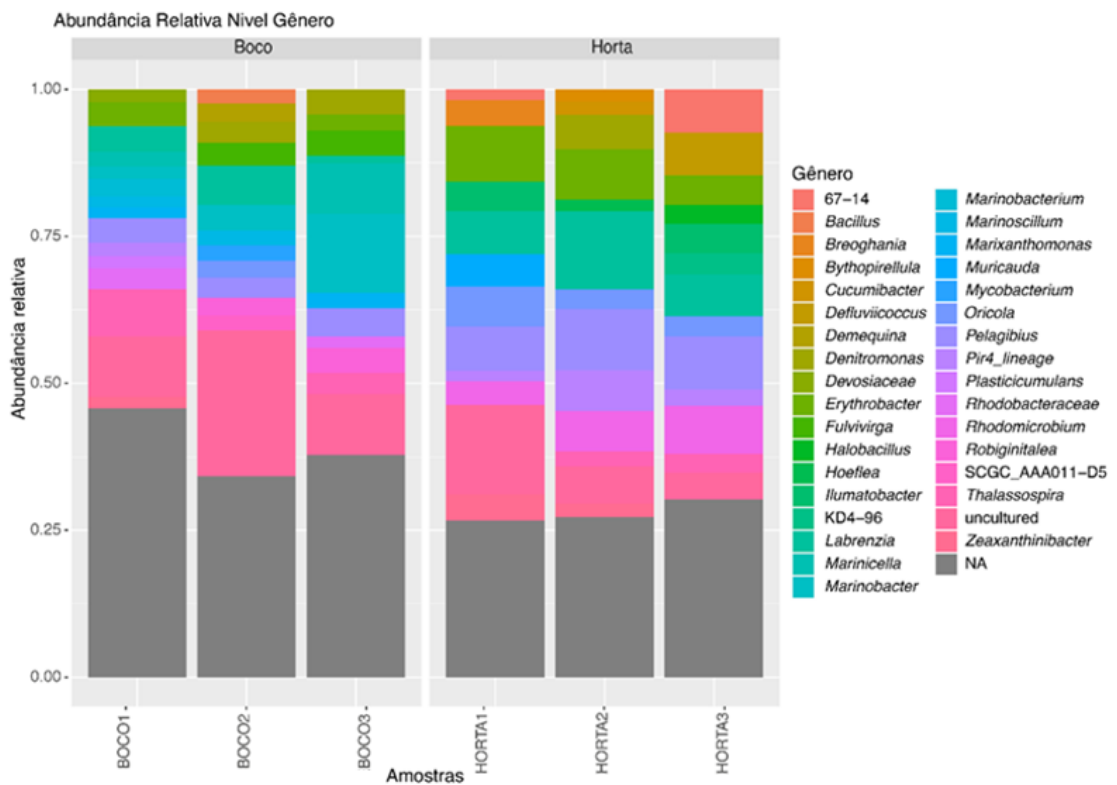 Abundância Relativa Nivel Gênero
Boco
Horta
1.00
0.75
0.50
0.25
0.00
Abundância relativa
BOCO1
BOCO2
BOCO3
HORTA1
HORTA2
HORTA3
Amostras
Gênero
67-14
Bacillus
Breoghania
Bythopirellula
Cucumibacter
Defluviicoccus
Demequina
Denitromonas
Devosiaceae
Erythrobacter
Fulvivirga
Halobacillus
Hoeflea
Ilumatobacter
KD4-96
Labrenzia
Marinicella
Marinobacter
Marinobacterium
Marinoscillum
Marixanthomonas
Muricauda
Mycobacterium
Oricola
Pelagibius
Pir4_lineage
Plasticicumulans
Rhodobacteraceae
Rhodomicrobium
Robiginitalea
SCGC_AAA011-D5
Thalassospira
uncultured
Zeaxanthinibacter
NA